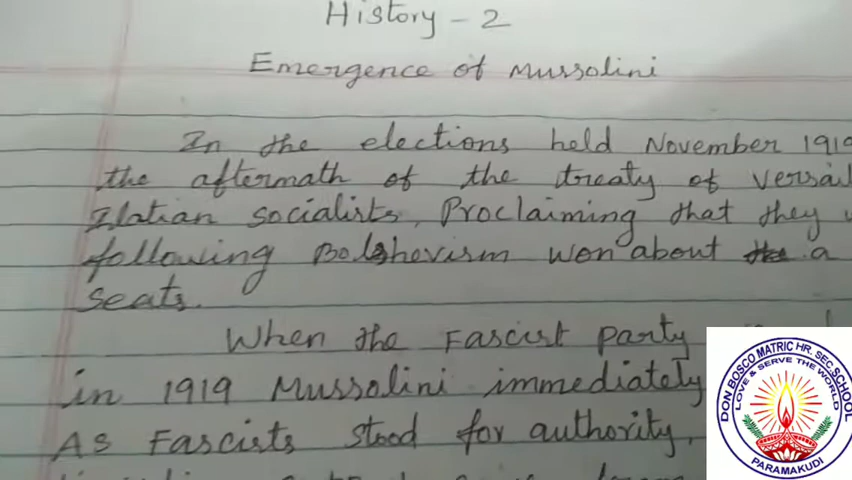 History - 2
Emergence of Mussolini
In the elections held November 1919
the aftermath of the treaty of Versail
Ilatian socialists, Proclaiming that they w
following Bolshevism won about a
seats.
When the Fascist party
in 1919 Mussolini immediately
As Fascists stood for authority,
DON BOSCO MATRIC HR. SEC. SCHOOL
LOVE & SERVE THE WORLD
PARAMAKUDI